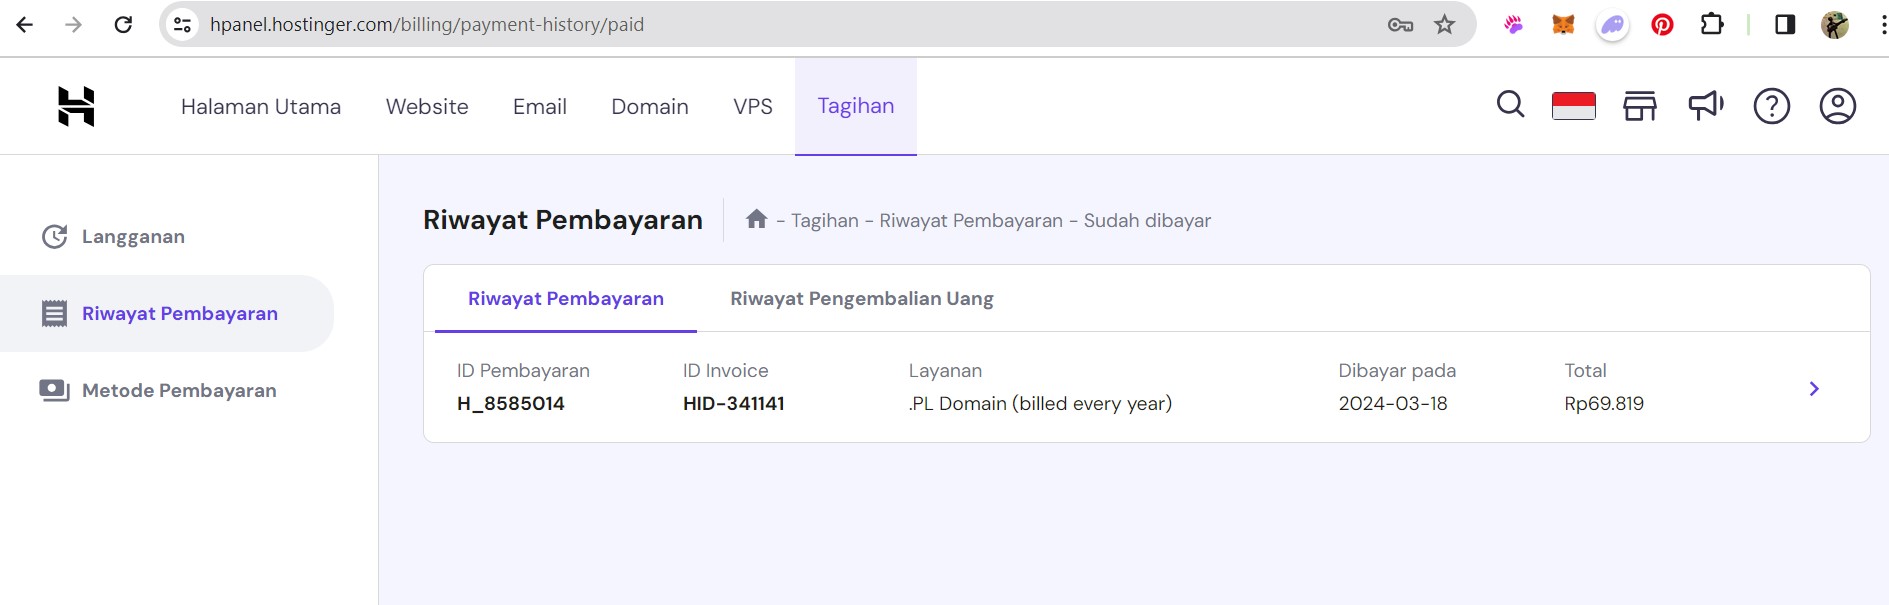 hpanel.hostinger.com/billing/payment-history/paid
Halaman Utama Website Email Domain VPS Tagihan
Langganan
Riwayat Pembayaran
Metode Pembayaran
Riwayat Pembayaran - Tagihan - Riwayat Pembayaran - Sudah dibayar
Riwayat Pembayaran Riwayat Pengembalian Uang
ID Pembayaran ID Invoice Layanan Dibayar pada Total
H_8585014 HID-341141 .PL Domain (billed every year) 2024-03-18 Rp69.819